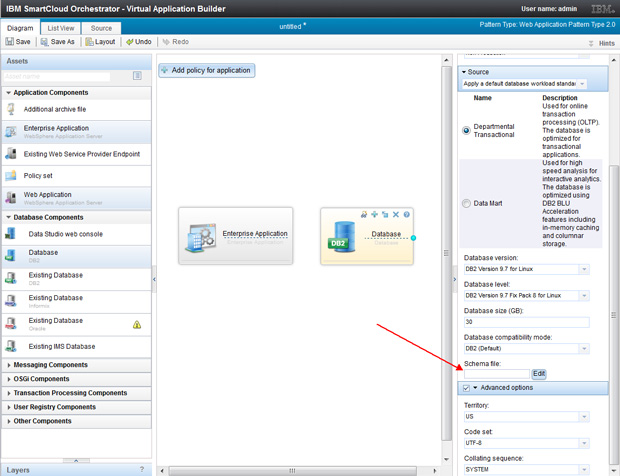 IBM SmartCloud Orchestrator - Virtual Application Builder
User name: admin
IBM.
Diagram
List View
Source
untitled *
Pattern Type: Web Application Pattern Type 2.0
Save
Save As
Layout
Undo
Redo
Hints
Assets
Asset name
Application Components
Additional archive file
Enterprise Application
WebSphere Application Server
Existing Web Service Provider Endpoint
Policy set
Web Application
WebSphere Application Server
Database Components
Data Studio web console
Database
DB2
Existing Database
DB2
Existing Database
Informix
Existing Database
Oracle
Existing IMS Database
Messaging Components
OSGi Components
Transaction Processing Components
User Registry Components
Other Components
Layers
?
Add policy for application
Enterprise Application
Enterprise Application
DB2
Database
Database
Source
Apply a default database workload standa
Name
Description
Departmental
Transactional
Used for online
transaction
processing (OLTP).
The database is
optimized for
transactional
applications.
Data Mart
Used for high
speed analysis for
interactive analytics.
The database is
optimized using
DB2 BLU
Acceleration
features including
in-memory caching
and columnar
storage.
Database version:
DB2 Version 9.7 for Linux
Database level:
DB2 Version 9.7 Fix Pack 8 for Linux
Database size (GB):
30
Database compatibility mode:
DB2 (Default)
Schema file:
Edit
Advanced options
Territory:
US
Code set:
UTF-8
Collating sequence:
SYSTEM